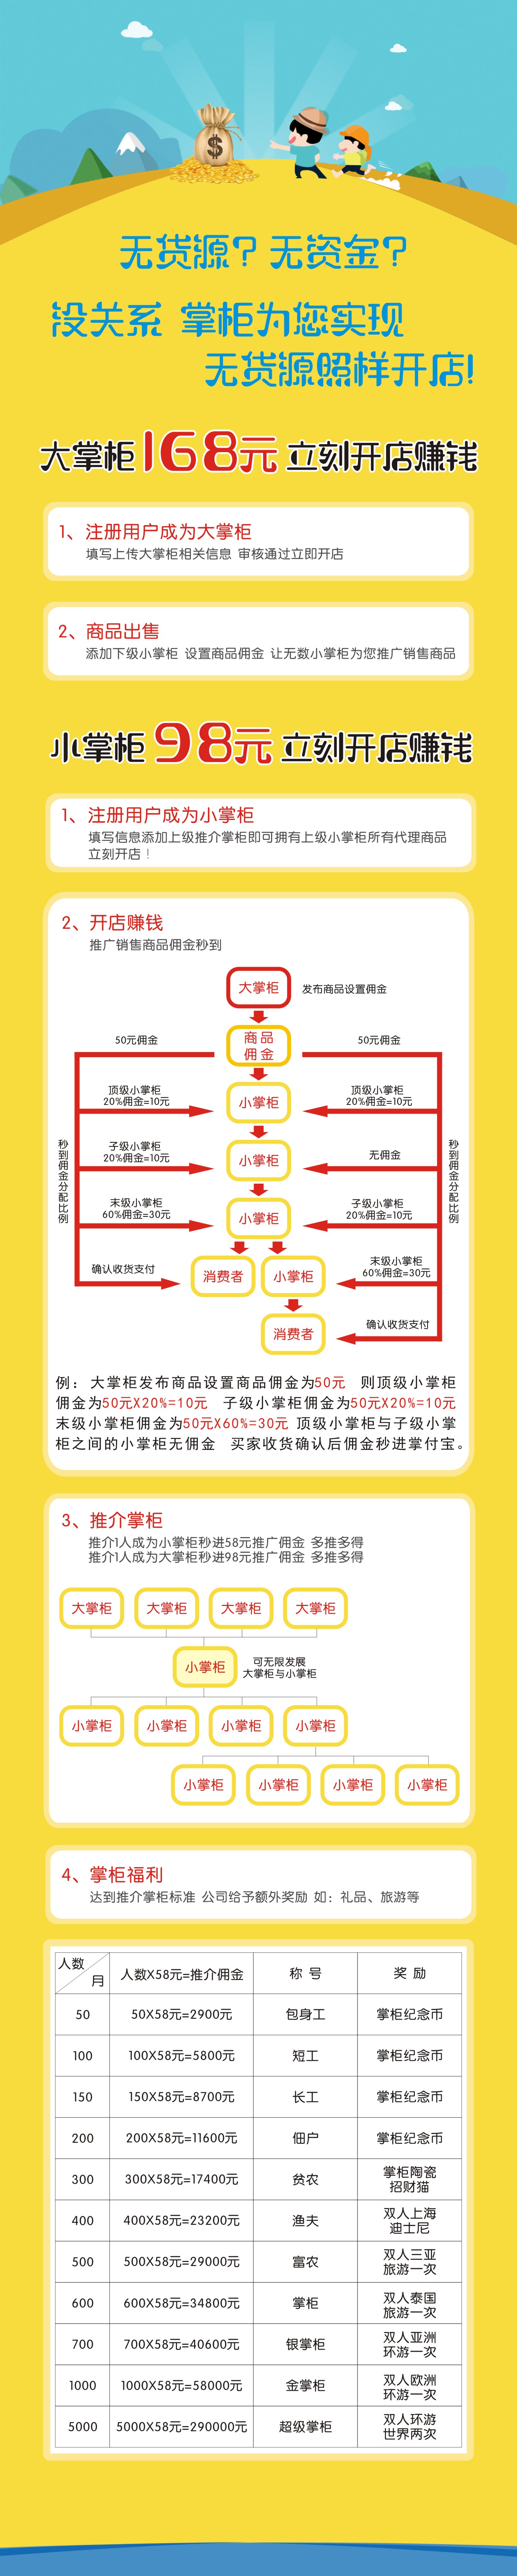 $
无货源？无资金？
没关系 掌柜为您实现
无货源照样开店！
大掌柜168元 立刻开店赚钱
1、注册用户成为大掌柜
填写上传大掌柜相关信息 审核通过立即开店
2、商品出售
添加下级小掌柜 设置商品佣金 让无数小掌柜为您推广销售商品
小掌柜 98元 立刻开店赚钱
1、注册用户成为小掌柜
填写信息添加上级推介掌柜即可拥有上级小掌柜所有代理商品
立刻开店！
2、开店赚钱
推广销售商品佣金秒到
大掌柜
发布商品设置佣金
商品
佣金
50元佣金
50元佣金
小掌柜
顶级小掌柜
20%佣金=10元
顶级小掌柜
20%佣金=10元
小掌柜
子级小掌柜
20%佣金=10元
无佣金
秒到佣金分配比例
秒到佣金分配比例
小掌柜
末级小掌柜
60%佣金=30元
子级小掌柜
20%佣金=10元
确认收货支付
消费者
小掌柜
末级小掌柜
60%佣金=30元
消费者
确认收货支付
例：大掌柜发布商品设置商品佣金为50元 则顶级小掌柜
佣金为50元X20%=10元 子级小掌柜佣金为50元X20%=10元
末级小掌柜佣金为50元X60%=30元 顶级小掌柜与子级小掌
柜之间的小掌柜无佣金 买家收货确认后佣金秒进掌付宝。
3、推介掌柜
推介1人成为小掌柜秒进58元推广佣金 多推多得
推介1人成为大掌柜秒进98元推广佣金 多推多得
大掌柜 大掌柜 大掌柜 大掌柜
小掌柜
可无限发展
大掌柜与小掌柜
小掌柜 小掌柜 小掌柜 小掌柜
小掌柜 小掌柜 小掌柜 小掌柜
4、掌柜福利
达到推介掌柜标准 公司给予额外奖励 如：礼品、旅游等
人数 月 人数X58元=推介佣金 称号 奖励
50 50X58元=2900元 包身工 掌柜纪念币
100 100X58元=5800元 短工 掌柜纪念币
150 150X58元=8700元 长工 掌柜纪念币
200 200X58元=11600元 佃户 掌柜纪念币
300 300X58元=17400元 贫农 掌柜陶瓷
招财猫
400 400X58元=23200元 渔夫 双人上海
迪士尼
500 500X58元=29000元 富农 双人三亚
旅游一次
600 600X58元=34800元 掌柜 双人泰国
旅游一次
700 700X58元=40600元 银掌柜 双人亚洲
环游一次
1000 1000X58元=58000元 金掌柜 双人欧洲
环游一次
5000 5000X58元=290000元 超级掌柜 双人环游
世界两次